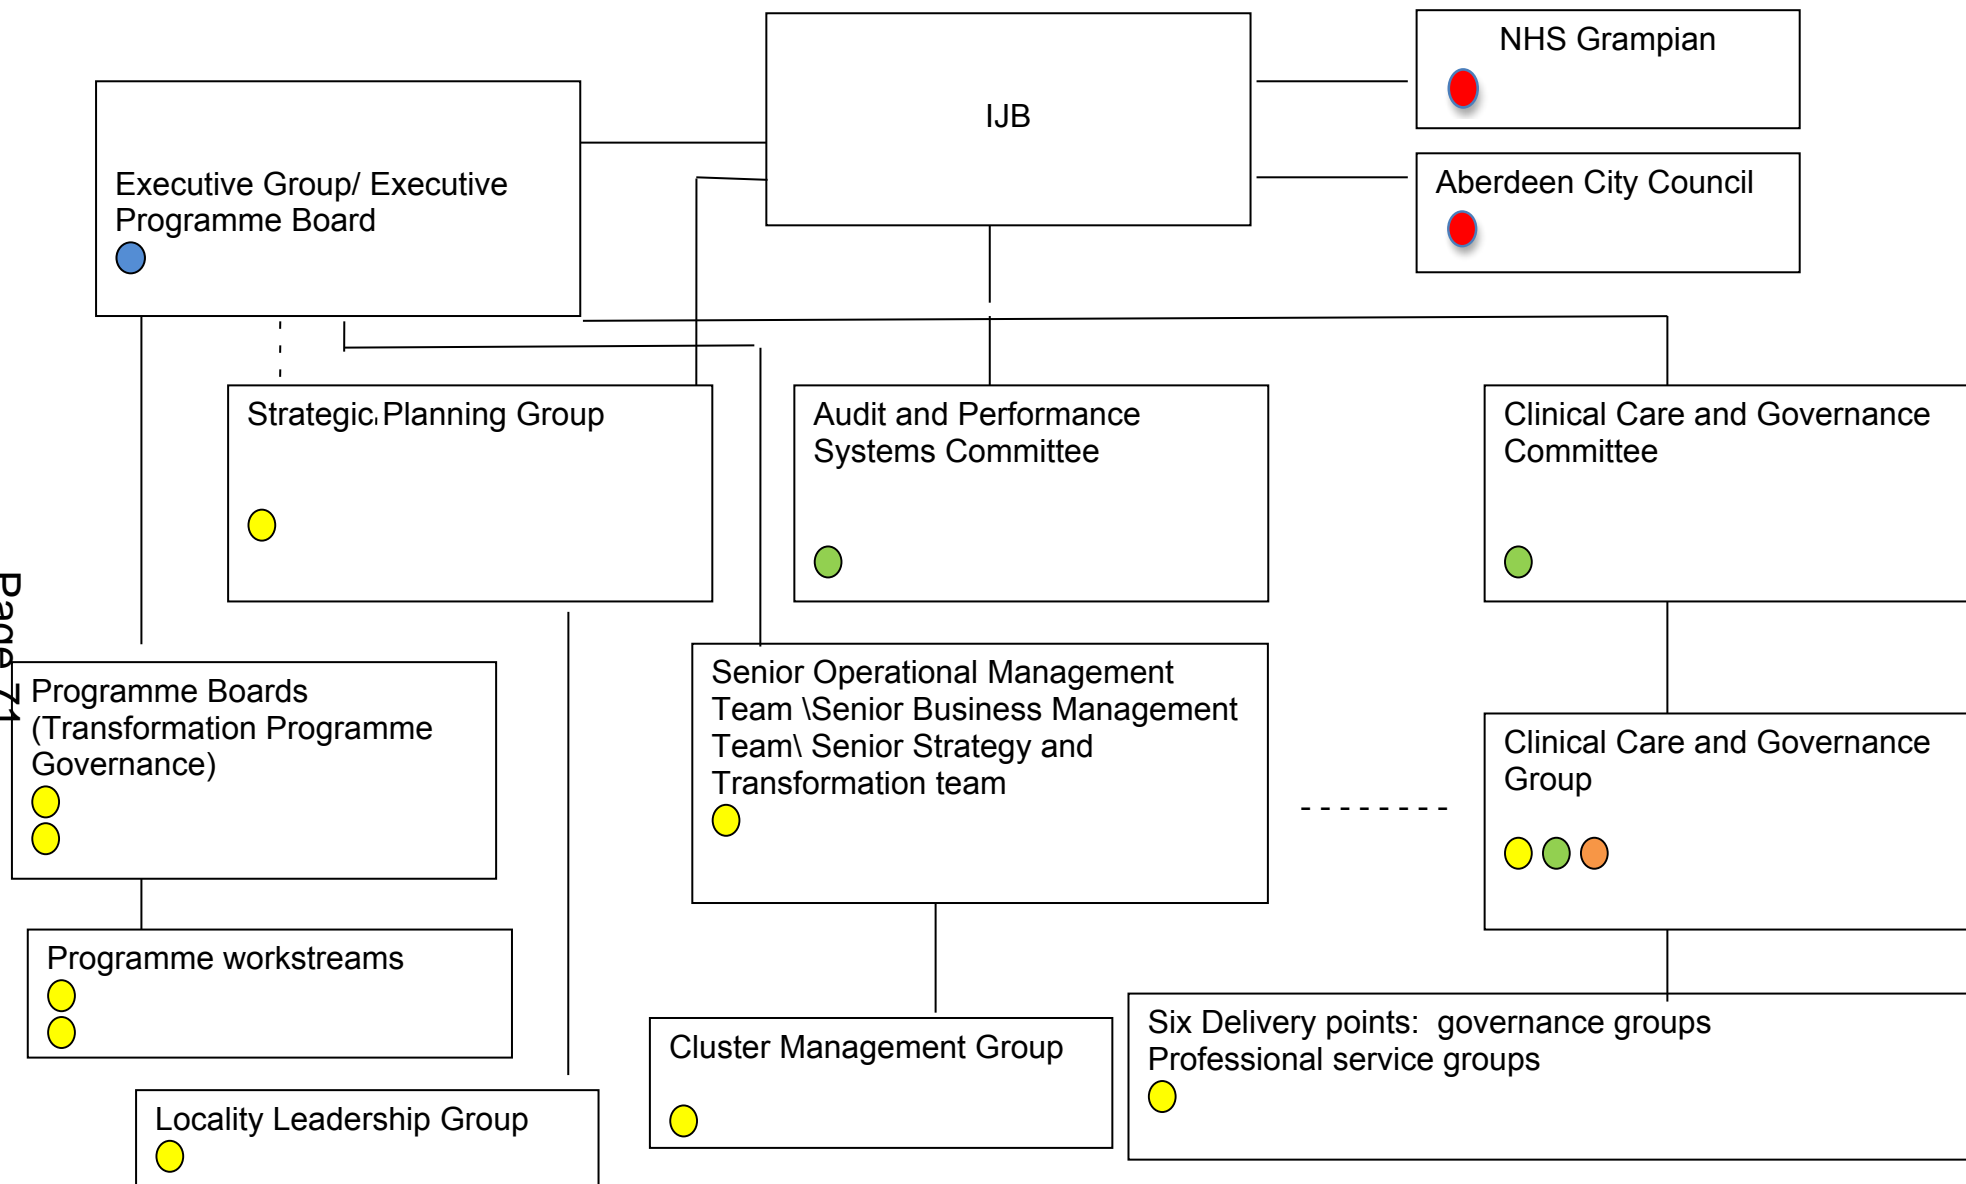 NHS Grampian
IJB
Aberdeen City Council
Executive Group/ Executive
Programme Board
Strategic Planning Group
Audit and Performance
Systems Committee
Clinical Care and Governance
Committee
Page 71
Programme Boards
(Transformation Programme
Governance)
Senior Operational Management
Team \Senior Business Management
Team\ Senior Strategy and
Transformation team
Clinical Care and Governance
Group
Programme workstreams
Cluster Management Group
Six Delivery points:  governance groups
Professional service groups
Locality Leadership Group